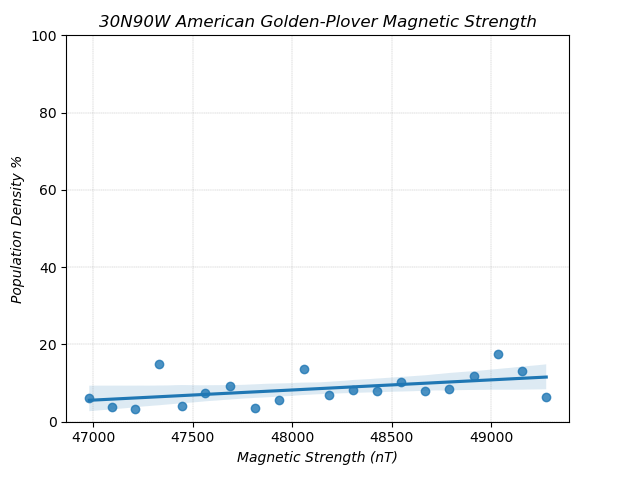 30N90W American Golden-Plover Magnetic Strength
100
80
60
40
20
0
Population Density %
47000 47500 48000 48500 49000
Magnetic Strength (nT)